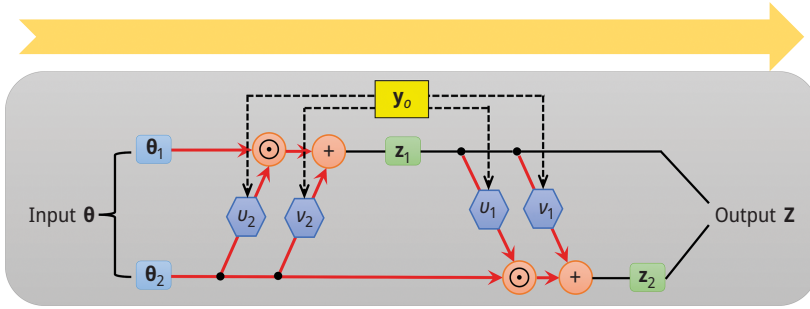 y_o
θ_1
⊙
+
z_1
υ_2
ν_2
υ_1
ν_1
Input θ
Output Z
θ_2
⊙
+
z_2